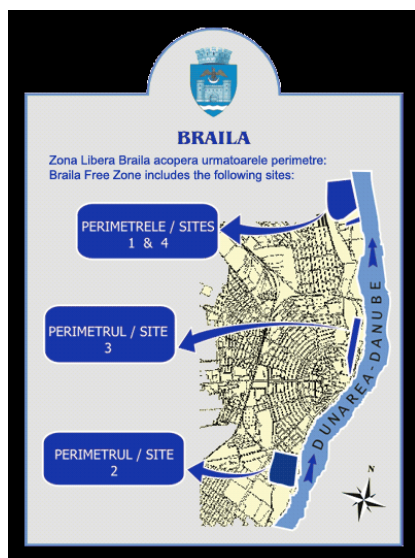 BRAILA
Zona Libera Braila acopera urmatoarele perimetre:
Braila Free Zone includes the following sites:
PERIMETRELE / SITES
1 & 4
PERIMETRUL / SITE
3
DUNAREA-DANUBE
PERIMETRUL / SITE
2
N